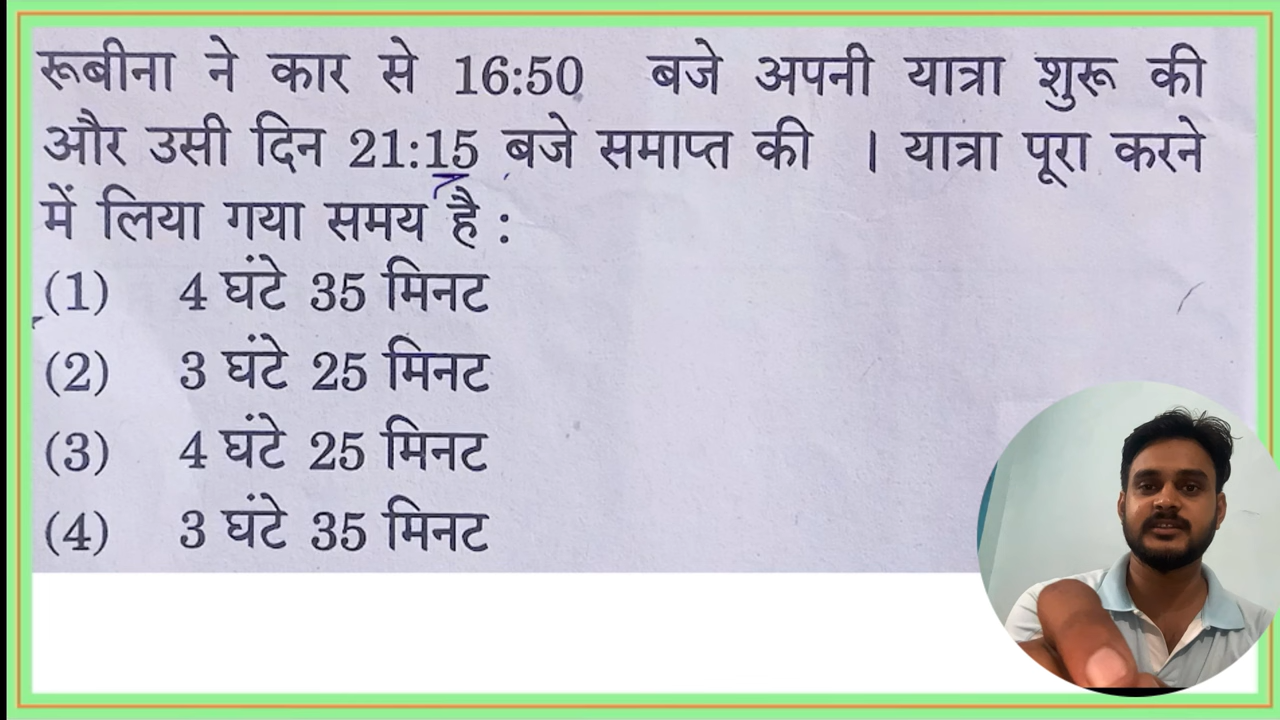 रूबीना ने कार से 16:50 बजे अपनी यात्रा शुरू की
और उसी दिन 21:15 बजे समाप्त की । यात्रा पूरा करने
में लिया गया समय है :
(1) 4 घंटे 35 मिनट
(2) 3 घंटे 25 मिनट
(3) 4 घंटे 25 मिनट
(4) 3 घंटे 35 मिनट